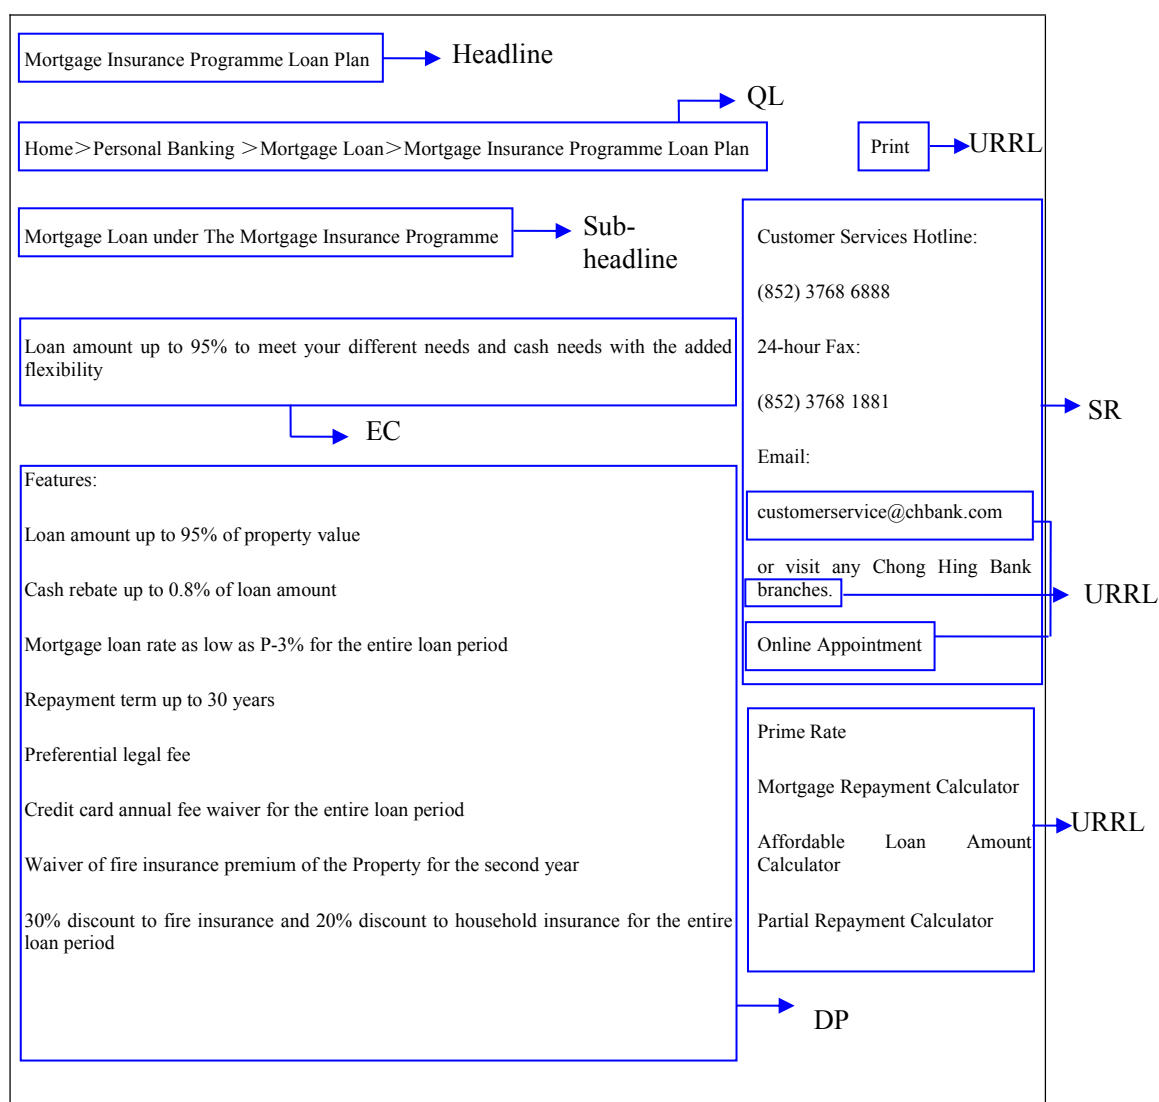 Mortgage Insurance Programme Loan Plan
Headline
QL
Home＞Personal Banking ＞Mortgage Loan＞Mortgage Insurance Programme Loan Plan
Print
URRL
Mortgage Loan under The Mortgage Insurance Programme
Sub-
headline
Loan amount up to 95% to meet your different needs and cash needs with the added
flexibility
EC
Features:
Loan amount up to 95% of property value
Cash rebate up to 0.8% of loan amount
Mortgage loan rate as low as P-3% for the entire loan period
Repayment term up to 30 years
Preferential legal fee
Credit card annual fee waiver for the entire loan period
Waiver of fire insurance premium of the Property for the second year
30% discount to fire insurance and 20% discount to household insurance for the entire
loan period
DP
Customer Services Hotline:
(852) 3768 6888
24-hour Fax:
(852) 3768 1881
SR
Email:
customerservice@chbank.com
or visit any Chong Hing Bank
branches.
URRL
Online Appointment
Prime Rate
Mortgage Repayment Calculator
Affordable Loan Amount
Calculator
URRL
Partial Repayment Calculator